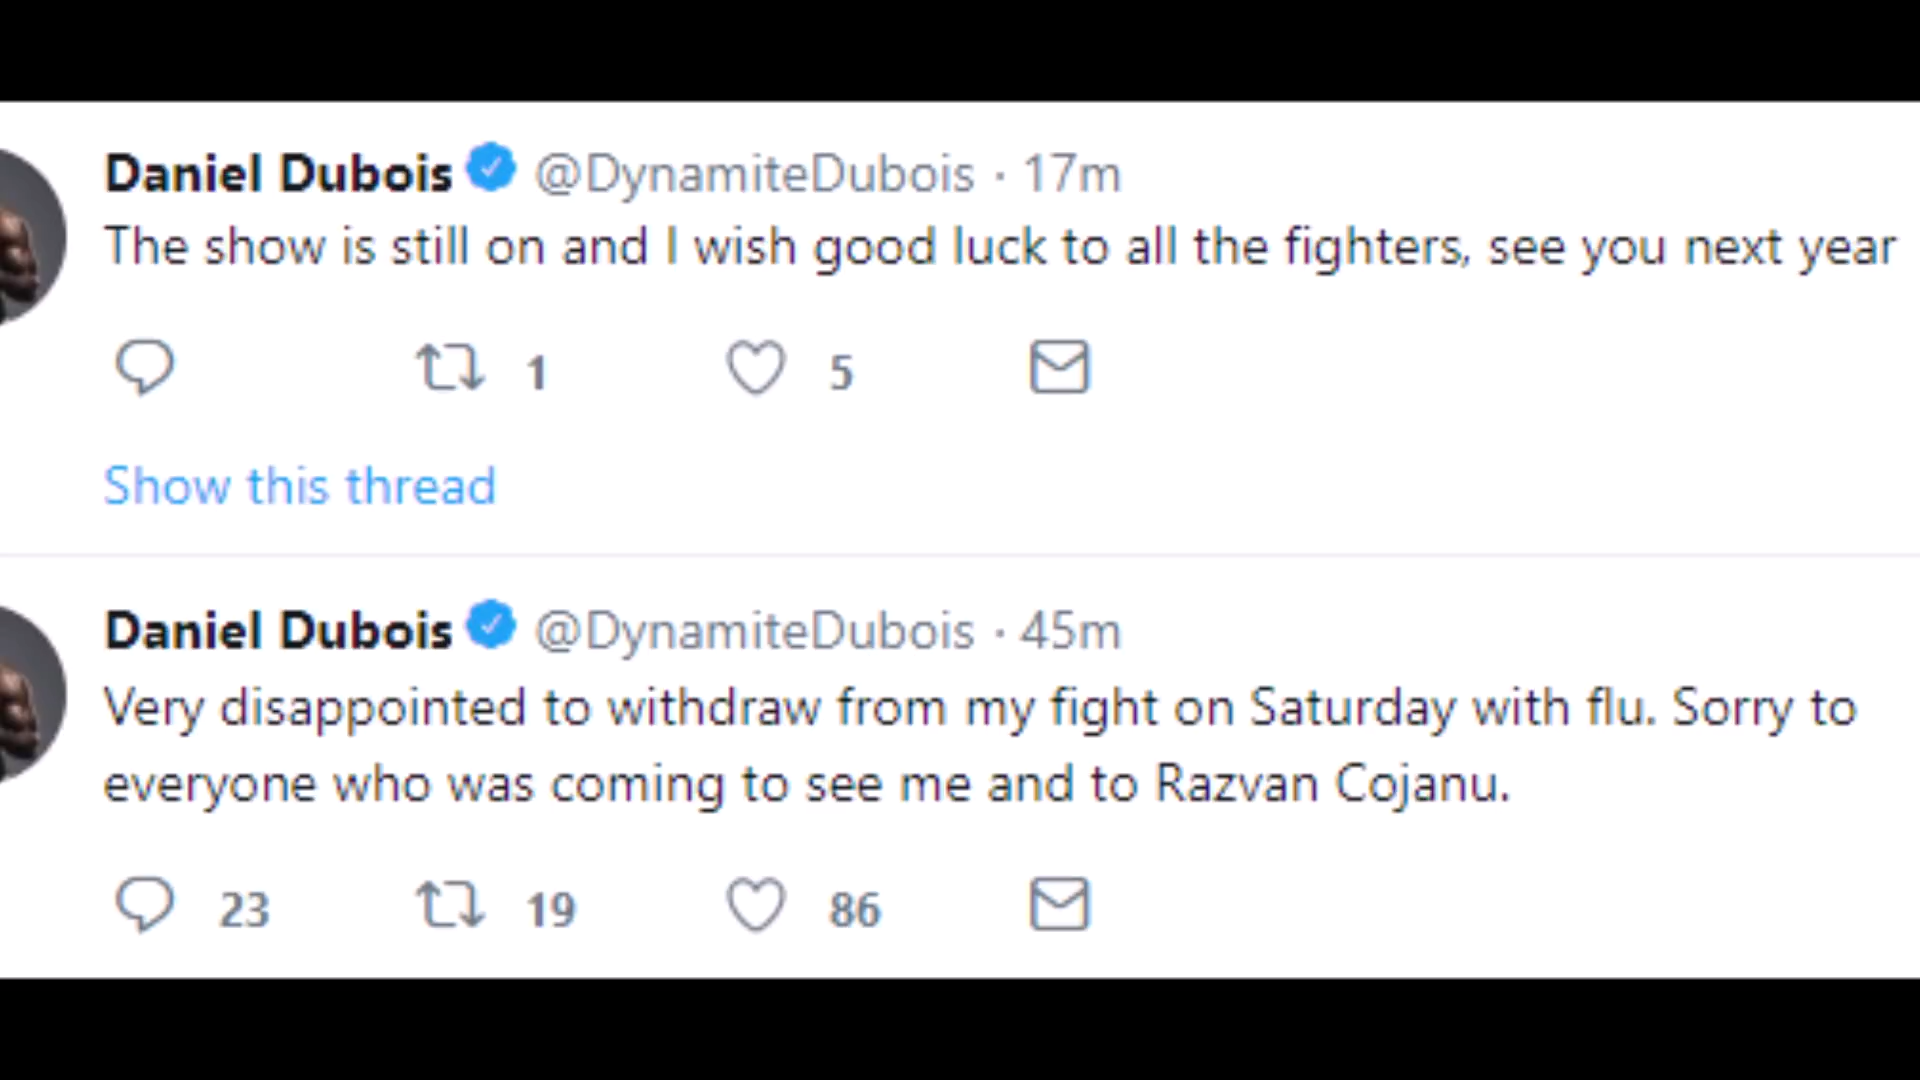 Daniel Dubois @DynamiteDubois · 17m
The show is still on and I wish good luck to all the fighters, see you next year
1 5
Show this thread
Daniel Dubois @DynamiteDubois · 45m
Very disappointed to withdraw from my fight on Saturday with flu. Sorry to
everyone who was coming to see me and to Razvan Cojanu.
23 19 86